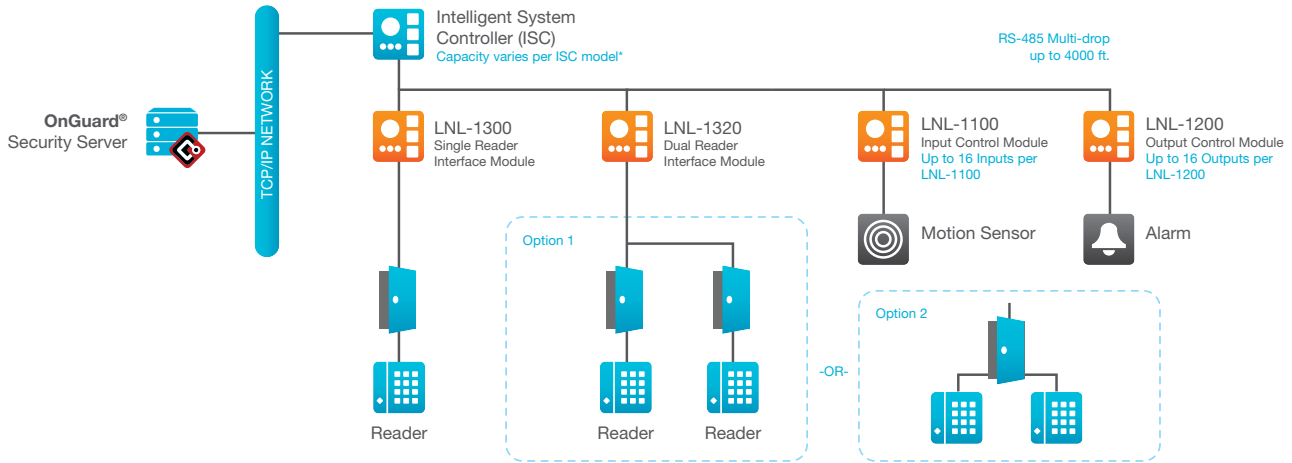 Intelligent System
Controller (ISC)
Capacity varies per ISC model*
RS-485 Multi-drop
up to 4000 ft.
OnGuard®
Security Server
TCP/IP NETWORK
LNL-1300
Single Reader
Interface Module
LNL-1320
Dual Reader
Interface Module
LNL-1100
Input Control Module
Up to 16 Inputs per
LNL-1100
LNL-1200
Output Control Module
Up to 16 Outputs per
LNL-1200
Motion Sensor
Alarm
Option 1
Option 2
-OR-
Reader
Reader
Reader